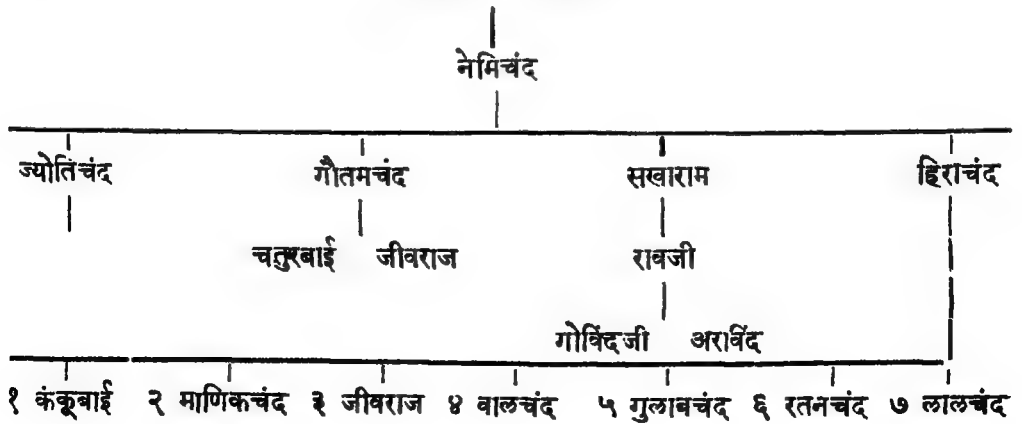 नेमिचंद
ज्योतिचंद गौतमचंद सखाराम हिराचंद
चतुरबाई जीवराज रावजी
गोविंदजी अरविंद
१ कंकूबाई २ माणिकचंद ३ जीवराज ४ वालचंद ५ गुलाबचंद ६ रतनचंद ७ लालचंद